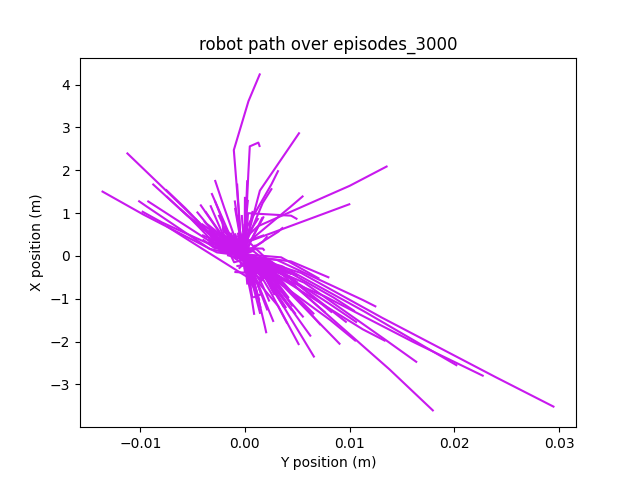 robot path over episodes_3000
4
3
2
1
0
−1
−2
−3
X position (m)
−0.01 0.00 0.01 0.02 0.03
Y position (m)